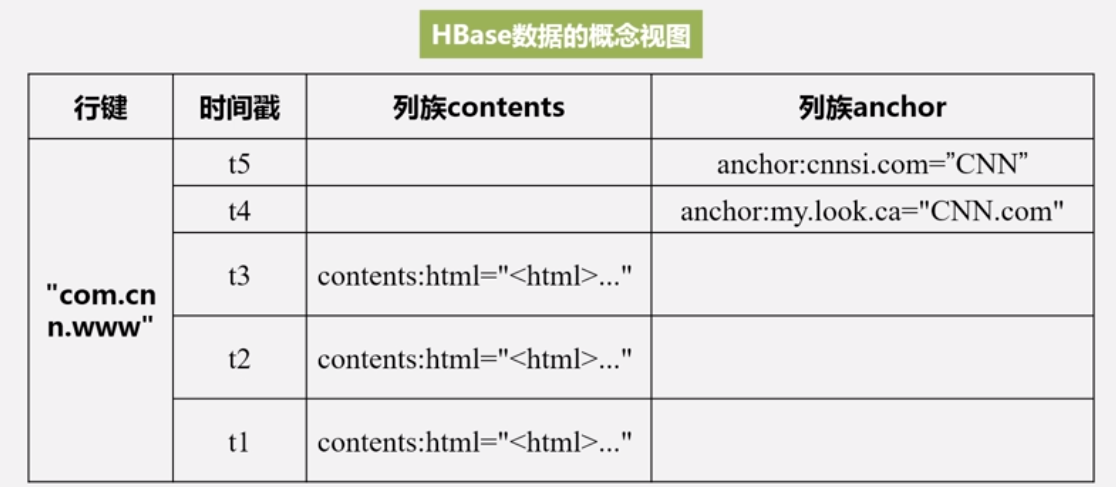 HBase数据的概念视图
行键 时间戳 列族contents 列族anchor
t5 anchor:cnnsi.com=”CNN”
t4 anchor:my.look.ca="CNN.com"
"com.cn
n.www"
t3 contents:html="<html>..."
t2 contents:html="<html>..."
t1 contents:html="<html>..."